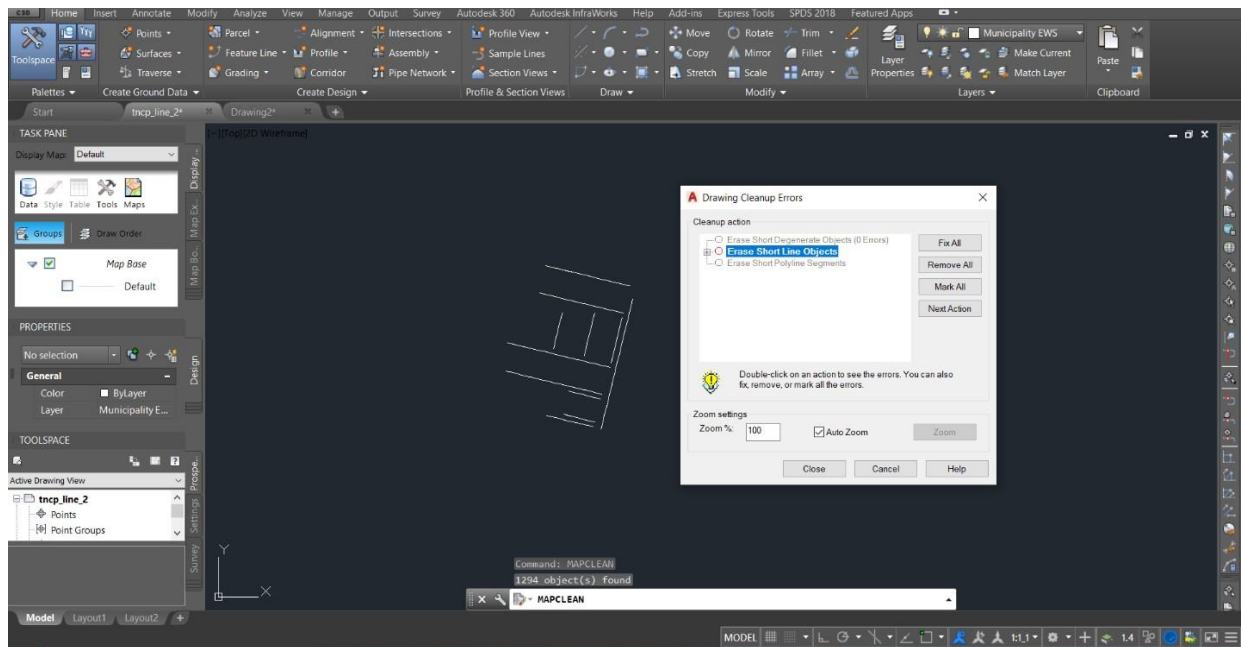 C3D Home Insert Annotate Modify Analyze View Manage Output Survey Autodesk 360 Autodesk InfraWorks Help Add-ins Express Tools SPDS 2018 Featured Apps
Toolspace
Points
Surfaces
Traverse
Parcel
Feature Line
Grading
Alignment
Profile
Corridor
Intersections
Assembly
Pipe Network
Profile View
Sample Lines
Section Views
Move Rotate Trim
Copy Mirror Fillet
Stretch Scale Array
Layer
Properties
Municipality EWS
Make Current
Match Layer
Paste
Palettes Create Ground Data Create Design Profile & Section Views Draw Modify Layers Clipboard
Start tncp_line_2* Drawing2*
TASK PANE
[-][Top][2D Wireframe]
Display Map: Default
Data Style Table Tools Maps
Groups Draw Order
Map Base
Default
Display ...
Map Ex...
Map Bo...
PROPERTIES
No selection
General
Color ByLayer
Layer Municipality E...
Design
TOOLSPACE
Active Drawing View
tncp_line_2
Points
Point Groups
Prospe...
Settings
Survey
Drawing Cleanup Errors
Cleanup action
Erase Short Degenerate Objects (0 Errors)
Erase Short Line Objects
Erase Short Polyline Segments
Fix All
Remove All
Mark All
Next Action
Double-click on an action to see the errors. You can also
fix, remove, or mark all the errors.
Zoom settings
Zoom %: 100 Auto Zoom Zoom
Close Cancel Help
Y
X
Command: MAPCLEAN
1294 object(s) found
MAPCLEAN
Model Layout1 Layout2 +
MODEL 1:1,1 1.4